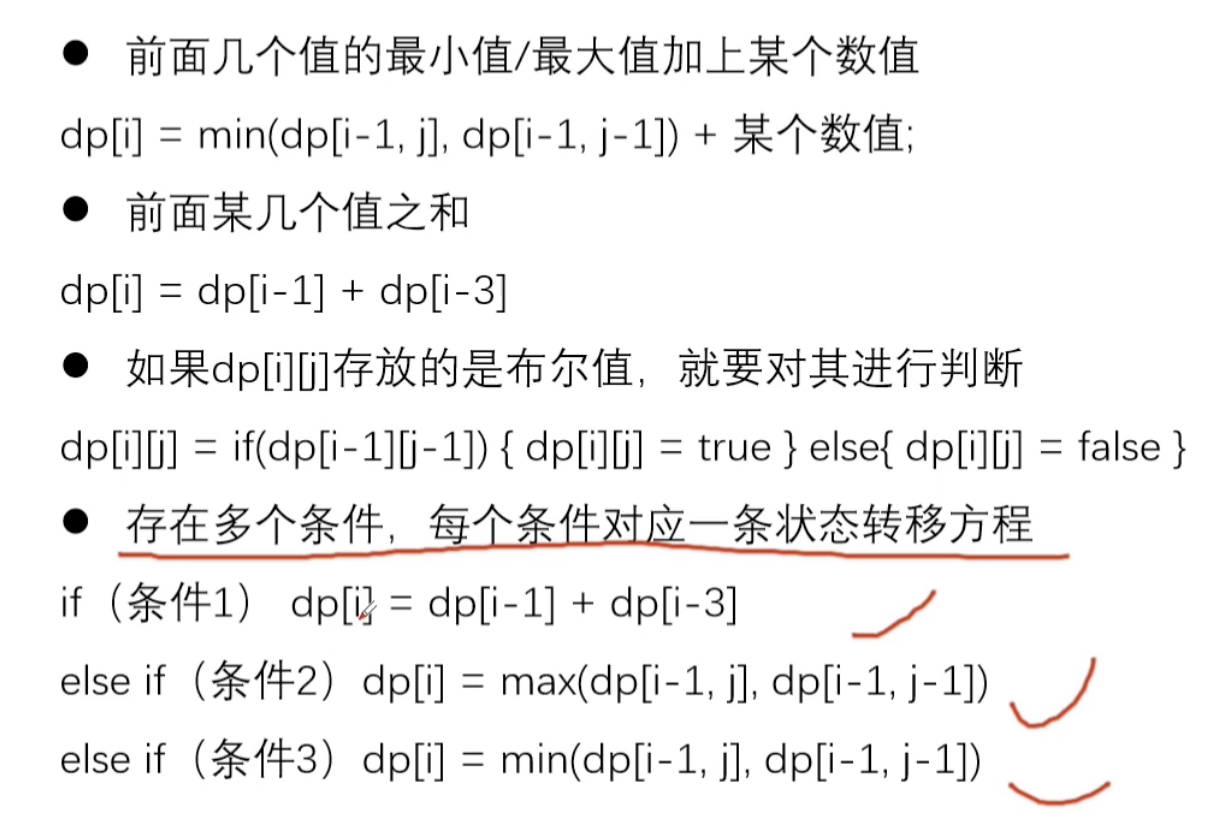 ● 前面几个值的最小值/最大值加上某个数值
dp[i] = min(dp[i-1, j], dp[i-1, j-1]) + 某个数值;
● 前面某几个值之和
dp[i] = dp[i-1] + dp[i-3]
● 如果dp[i][j]存放的是布尔值，就要对其进行判断
dp[i][j] = if(dp[i-1][j-1]) { dp[i][j] = true } else{ dp[i][j] = false }
● 存在多个条件，每个条件对应一条状态转移方程
if（条件1） dp[i] = dp[i-1] + dp[i-3]
else if（条件2）dp[i] = max(dp[i-1, j], dp[i-1, j-1])
else if（条件3）dp[i] = min(dp[i-1, j], dp[i-1, j-1])